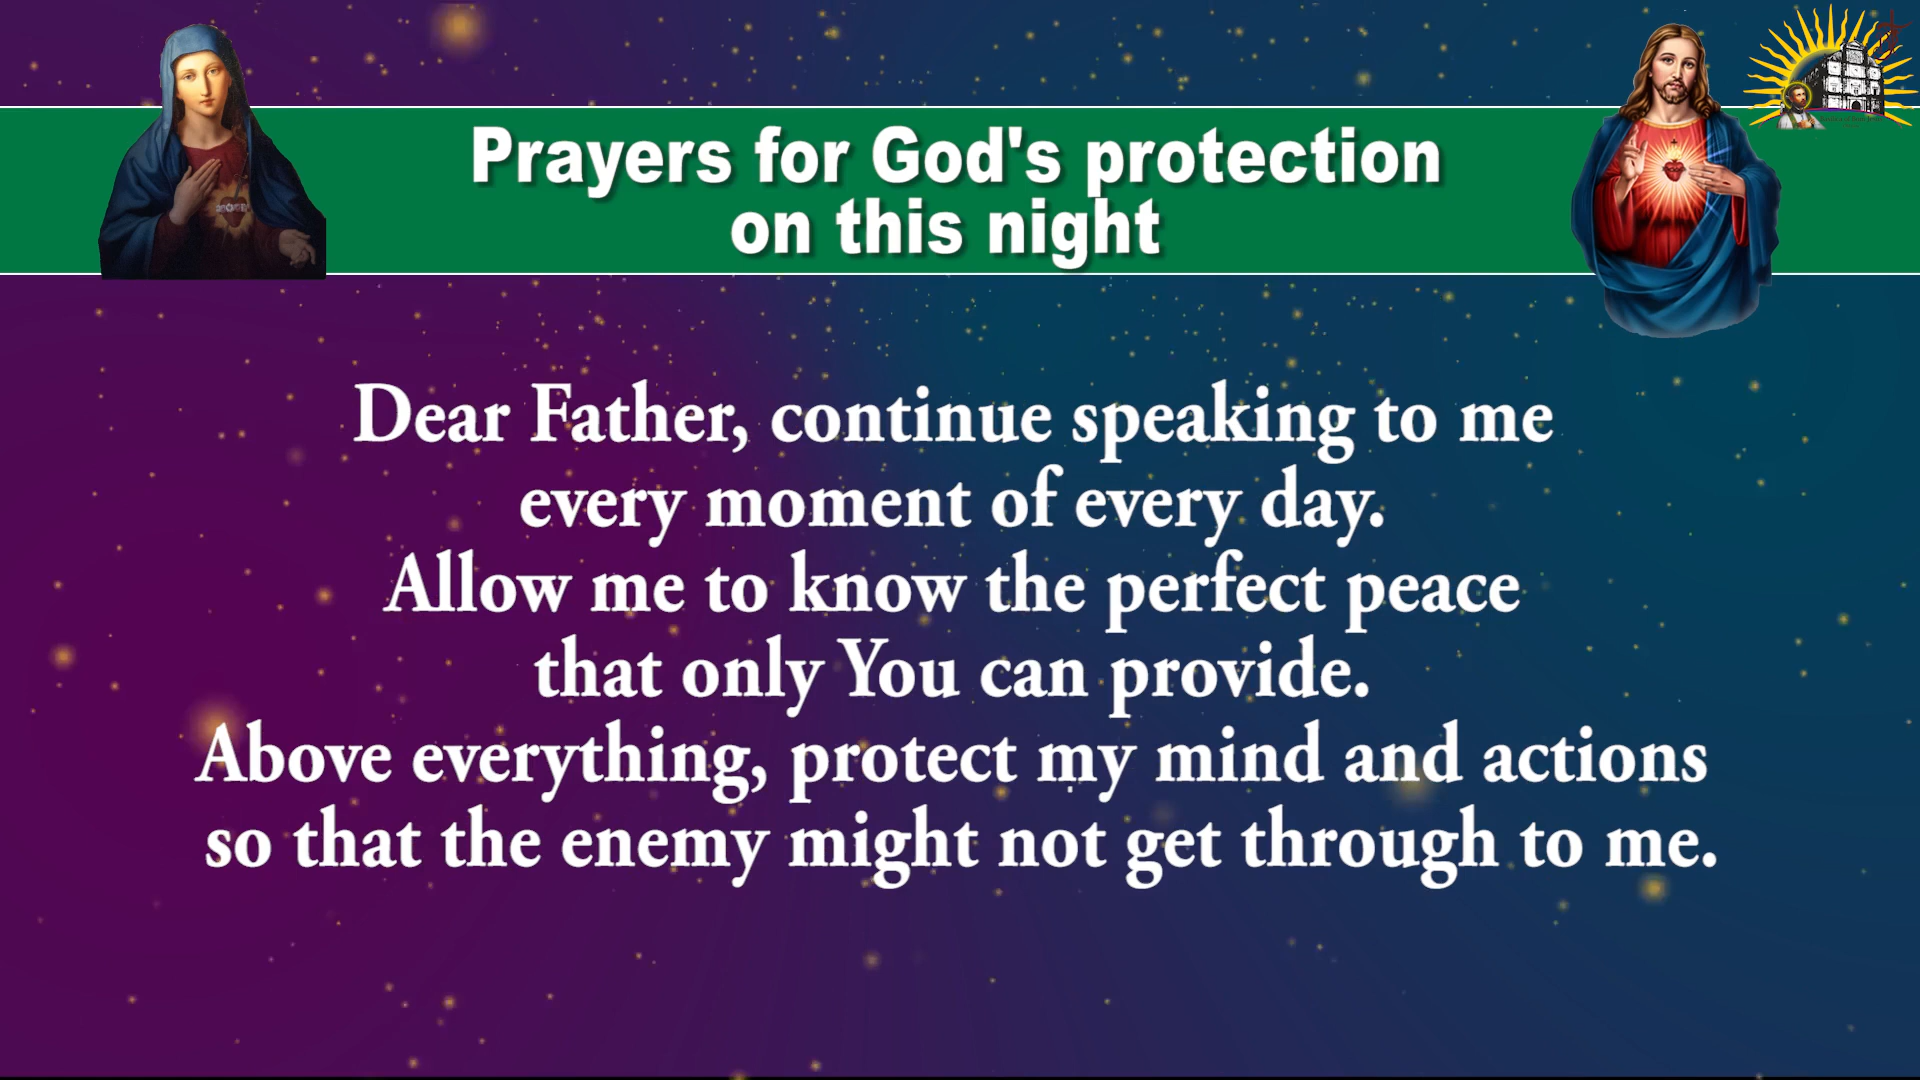 Prayers for God's protection
on this night
Dear Father, continue speaking to me
every moment of every day.
Allow me to know the perfect peace
that only You can provide.
Above everything, protect my mind and actions
so that the enemy might not get through to me.